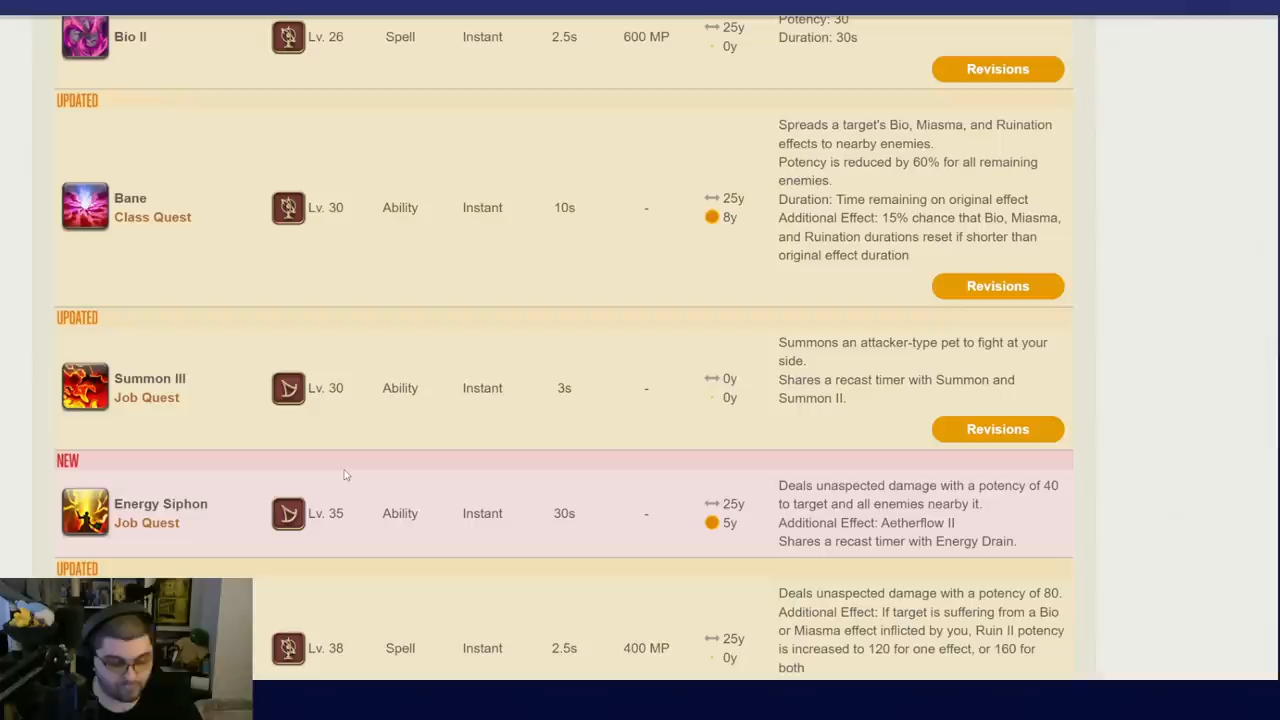 Potency: 30
Bio II Lv. 26 Spell Instant 2.5s 600 MP 25y
0y
Duration: 30s
Revisions
UPDATED
Bane
Class Quest
Lv. 30 Ability Instant 10s - 25y
8y
Spreads a target's Bio, Miasma, and Ruination
effects to nearby enemies.
Potency is reduced by 60% for all remaining
enemies.
Duration: Time remaining on original effect
Additional Effect: 15% chance that Bio, Miasma,
and Ruination durations reset if shorter than
original effect duration
Revisions
UPDATED
Summon III
Job Quest
Lv. 30 Ability Instant 3s - 0y
0y
Summons an attacker-type pet to fight at your
side.
Shares a recast timer with Summon and
Summon II.
Revisions
NEW
Energy Siphon
Job Quest
Lv. 35 Ability Instant 30s - 25y
5y
Deals unaspected damage with a potency of 40
to target and all enemies nearby it.
Additional Effect: Aetherflow II
Shares a recast timer with Energy Drain.
UPDATED
Lv. 38 Spell Instant 2.5s 400 MP 25y
0y
Deals unaspected damage with a potency of 80.
Additional Effect: If target is suffering from a Bio
or Miasma effect inflicted by you, Ruin II potency
is increased to 120 for one effect, or 160 for
both